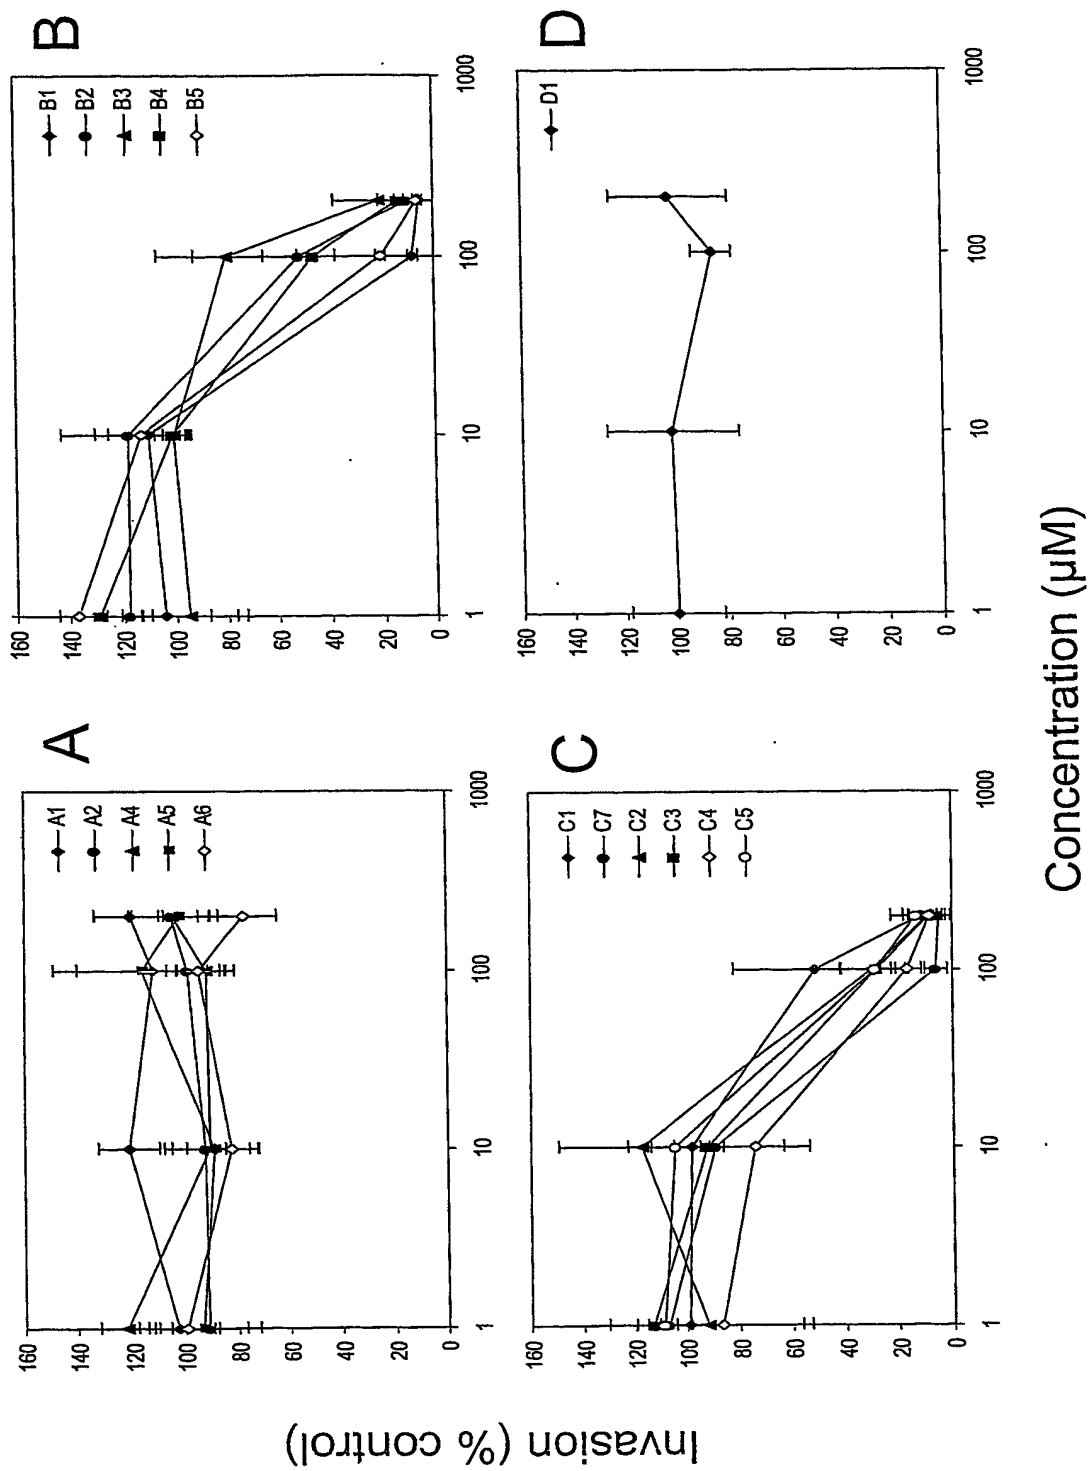 Invasion (% control)
A
160
140
120
100
80
60
40
20
0
1
10
100
1000
A1
A2
A4
A5
A6
B
160
140
120
100
80
60
40
20
0
1
10
100
1000
B1
B2
B3
B4
B5
C
160
140
120
100
80
60
40
20
0
1
10
100
1000
C1
C7
C2
C3
C4
C5
D
160
140
120
100
80
60
40
20
0
1
10
100
1000
D1
Concentration (µM)